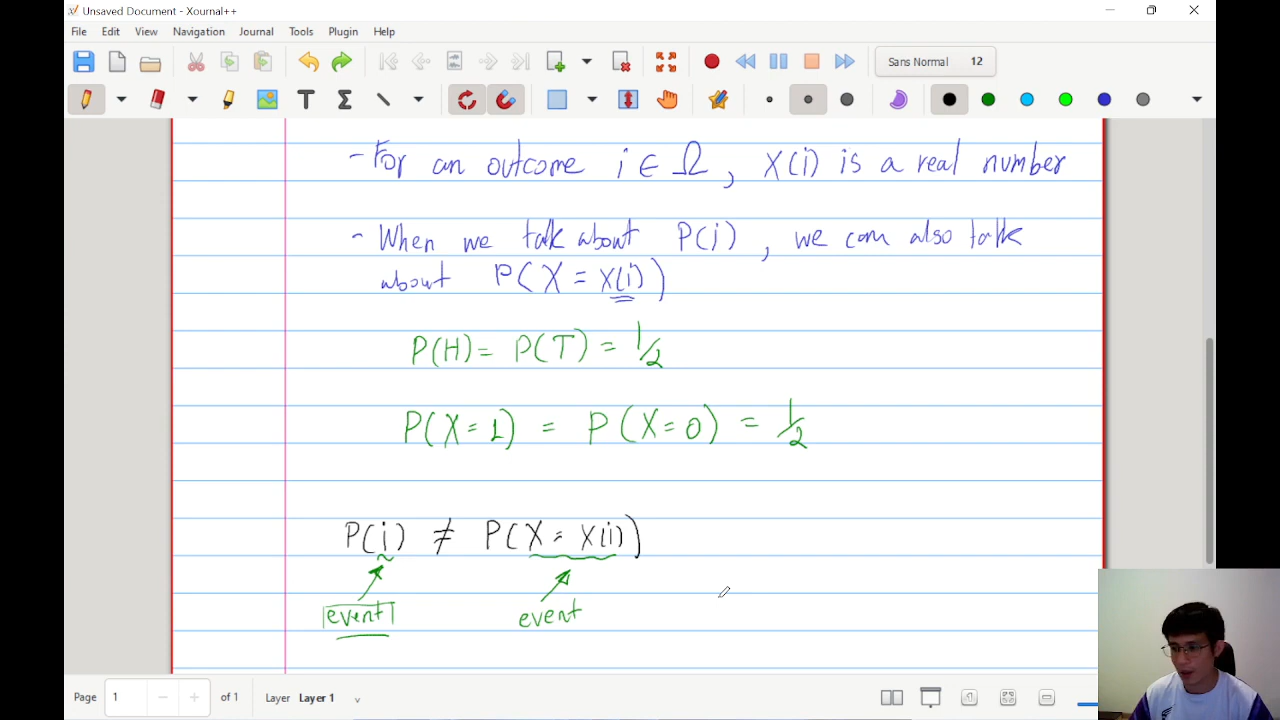 Unsaved Document - Xournal++
File Edit View Navigation Journal Tools Plugin Help
Sans Normal 12
- For an outcome i ∈ Ω, X(i) is a real number
- When we talk about P(i), we can also talk
about P(X = X(i))
P(H) = P(T) = 1/2
P(X = 1) = P(X = 0) = 1/2
P(i) ≠ P(X = X(i))
event event
Page 1 of 1 Layer Layer 1